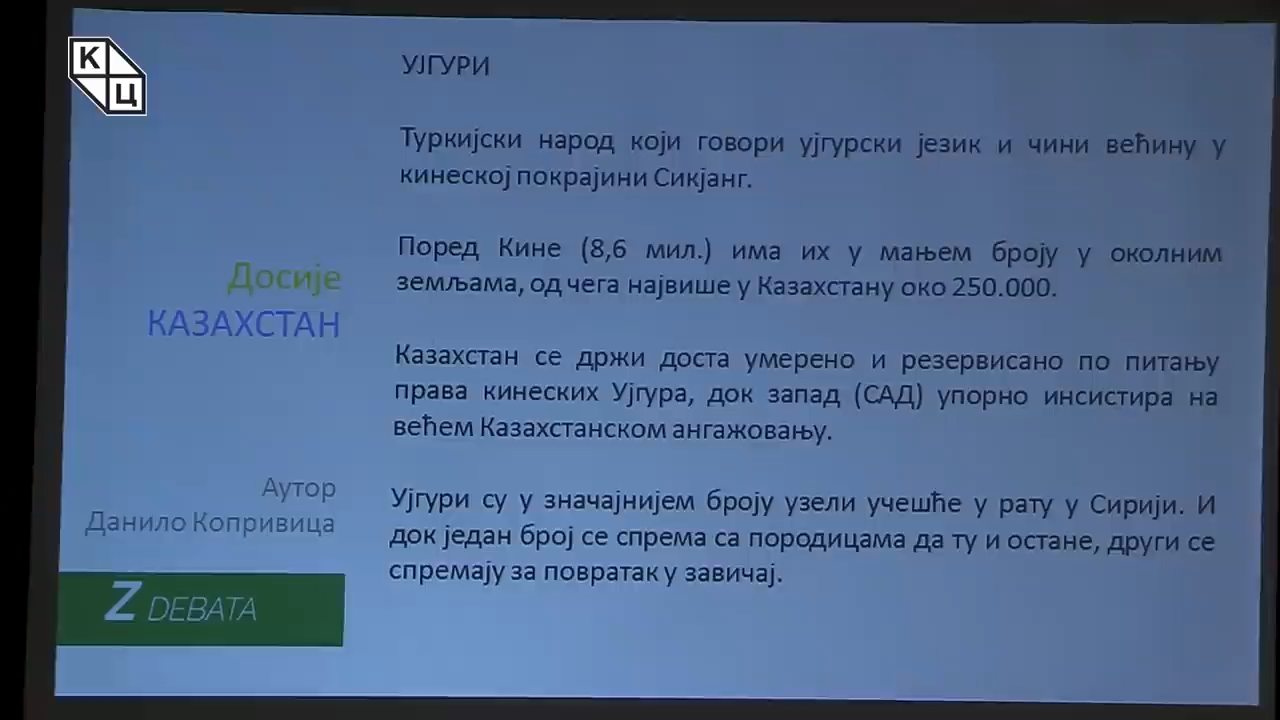 К
Ц
УЈГУРИ
Туркијски народ који говори ујгурски језик и чини већину у
кинеској покрајини Сикјанг.
Поред Кине (8,6 мил.) има их у мањем броју у околним
земљама, од чега највише у Казахстану око 250.000.
Казахстан се држи доста умерено и резервисано по питању
права кинеских Ујгура, док запад (САД) упорно инсистира на
већем Казахстанском ангажовању.
Ујгури су у значајнијем броју узели учешће у рату у Сирији. И
док један број се спрема са породицама да ту и остане, други се
спремају за повратак у завичај.
Досије
КАЗАХСТАН
Аутор
Данило Копривица
Z DEBATA